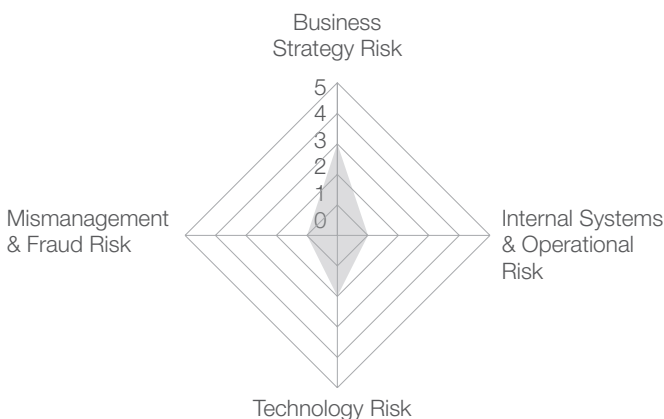 Business
Strategy Risk
5
4
3
2
1
0
Mismanagement
& Fraud Risk
Internal Systems
& Operational
Risk
Technology Risk